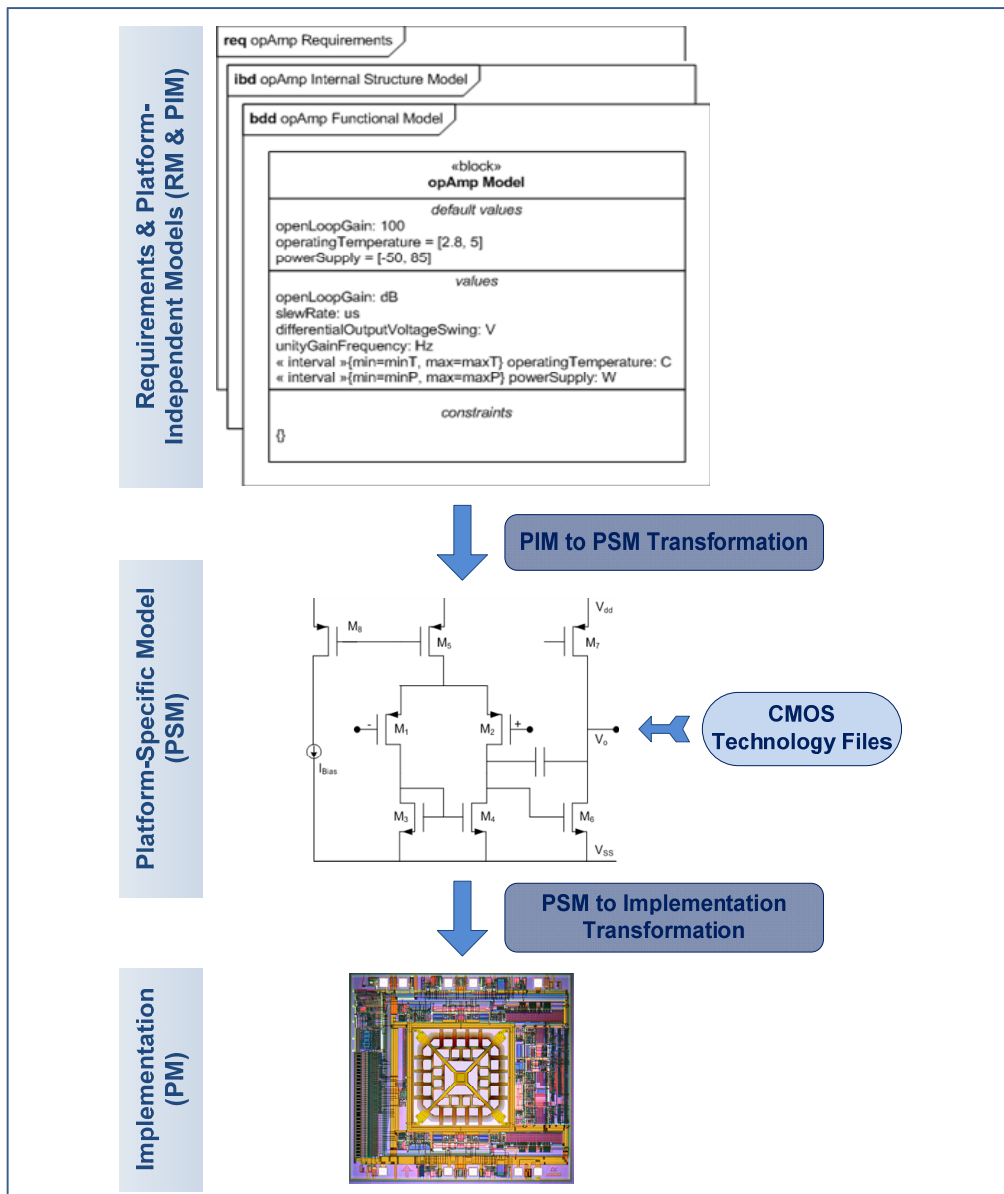 Requirements & Platform-
Independent Models (RM & PIM)
req opAmp Requirements
ibd opAmp Internal Structure Model
bdd opAmp Functional Model
«block»
opAmp Model
default values
openLoopGain: 100
operatingTemperature = [2.8, 5]
powerSupply = [-50, 85]
values
openLoopGain: dB
slewRate: us
differentialOutputVoltageSwing: V
unityGainFrequency: Hz
« interval »{min=minT, max=maxT} operatingTemperature: C
« interval »{min=minP, max=maxP} powerSupply: W
constraints
{}
PIM to PSM Transformation
Platform-Specific Model
(PSM)
Vdd
M8
M5
M7
-
M1
M2
+
Vo
IBias
M3
M4
M6
VSS
CMOS
Technology Files
PSM to Implementation
Transformation
Implementation
(PM)